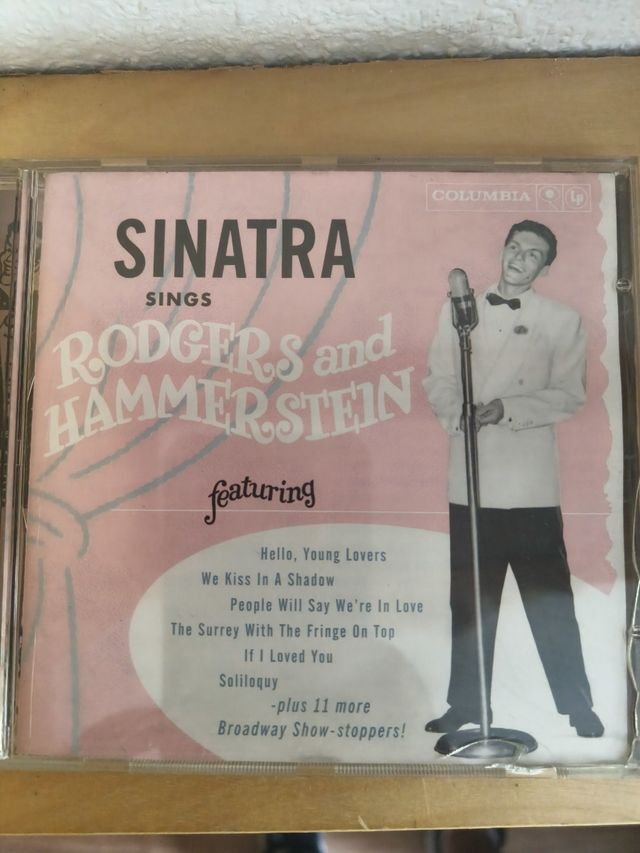 COLUMBIA LP
SINATRA
SINGS
RODGERS and
HAMMERSTEIN
featuring
Hello, Young Lovers
We Kiss In A Shadow
People Will Say We're In Love
The Surrey With The Fringe On Top
If I Loved You
Soliloquy
-plus 11 more
Broadway Show-stoppers!